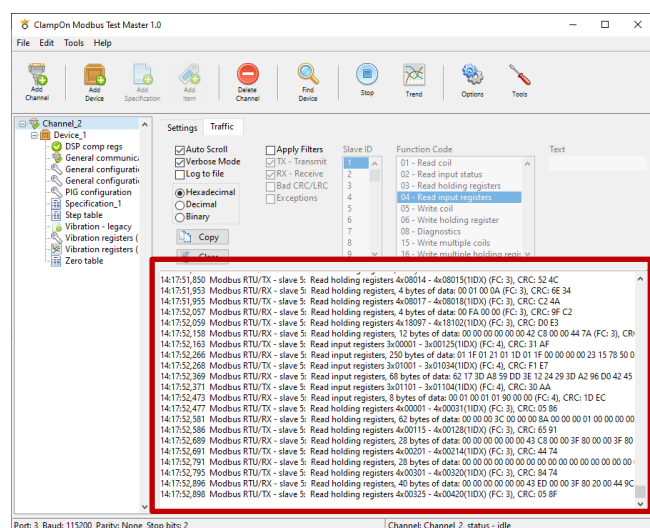 ClampOn Modbus Test Master 1.0
File Edit Tools Help
Add Channel
Add Device
Add Specification
Add Item
Delete Channel
Find Device
Stop
Trend
Options
Tools
Channel_2
Device_1
DSP comp regs
General communica
General configuratio
General configuratio
PIG configuration
Specification_1
Step table
Vibration - legacy
Vibration registers (
Vibration registers (
Zero table
Settings Traffic
Auto Scroll
Verbose Mode
Log to file
Hexadecimal
Decimal
Binary
Copy
Clear
Apply Filters
TX - Transmit
RX - Receive
Bad CRC/LRC
Exceptions
Slave ID
1
2
3
4
5
6
7
8
9
Function Code
01 - Read coil
02 - Read input status
03 - Read holding registers
04 - Read input registers
05 - Write coil
06 - Write holding register
08 - Diagnostics
15 - Write multiple coils
16 - Write multiple holding regis
Text
14:17:51,850 Modbus RTU/TX - slave 5: Read holding registers 4x08014 - 4x08015(1IDX) (FC: 3), CRC: 52 4C
14:17:51,953 Modbus RTU/RX - slave 5: Read holding registers, 4 bytes of data: 00 01 00 0A (FC: 3), CRC: 6E 34
14:17:51,955 Modbus RTU/TX - slave 5: Read holding registers 4x08017 - 4x08018(1IDX) (FC: 3), CRC: C2 4A
14:17:52,057 Modbus RTU/RX - slave 5: Read holding registers, 4 bytes of data: 00 FA 00 00 (FC: 3), CRC: 9F C2
14:17:52,059 Modbus RTU/TX - slave 5: Read holding registers 4x18097 - 4x18102(1IDX) (FC: 3), CRC: D0 E3
14:17:52,158 Modbus RTU/RX - slave 5: Read holding registers, 12 bytes of data: 00 00 00 00 00 42 C8 00 00 44 7A (FC: 3), CR
14:17:52,163 Modbus RTU/TX - slave 5: Read input registers 3x00001 - 3x00125(1IDX) (FC: 4), CRC: 31 AF
14:17:52,266 Modbus RTU/RX - slave 5: Read input registers, 250 bytes of data: 01 1F 01 21 01 1D 01 1F 00 00 00 00 23 15 78 50 0
14:17:52,268 Modbus RTU/TX - slave 5: Read input registers 3x01001 - 3x01034(1IDX) (FC: 4), CRC: F1 E7
14:17:52,369 Modbus RTU/RX - slave 5: Read input registers, 68 bytes of data: 62 17 3D A8 59 DD 3E 12 24 29 3D A2 96 D0 42 45
14:17:52,371 Modbus RTU/TX - slave 5: Read input registers 3x01101 - 3x01104(1IDX) (FC: 4), CRC: 30 AA
14:17:52,473 Modbus RTU/RX - slave 5: Read input registers, 8 bytes of data: 00 01 00 01 01 90 00 00 (FC: 4), CRC: 1D EC
14:17:52,477 Modbus RTU/TX - slave 5: Read holding registers 4x00001 - 4x00031(1IDX) (FC: 3), CRC: 05 86
14:17:52,581 Modbus RTU/RX - slave 5: Read holding registers, 62 bytes of data: 00 00 00 3C 00 00 00 8A 00 00 00 01 00 00 00 00
14:17:52,586 Modbus RTU/TX - slave 5: Read holding registers 4x00115 - 4x00128(1IDX) (FC: 3), CRC: 65 91
14:17:52,689 Modbus RTU/RX - slave 5: Read holding registers, 28 bytes of data: 00 00 00 00 00 00 43 C8 00 00 3F 80 00 00 3F 80
14:17:52,691 Modbus RTU/TX - slave 5: Read holding registers 4x00201 - 4x00214(1IDX) (FC: 3), CRC: 44 74
14:17:52,791 Modbus RTU/RX - slave 5: Read holding registers, 28 bytes of data: 00 00 00 00 00 00 00 00 00 00 00 00 00 00 00 00
14:17:52,795 Modbus RTU/TX - slave 5: Read holding registers 4x00301 - 4x00320(1IDX) (FC: 3), CRC: 84 74
14:17:52,896 Modbus RTU/RX - slave 5: Read holding registers, 40 bytes of data: 00 00 00 00 00 00 43 ED 00 00 3F 80 20 00 44 9C
14:17:52,898 Modbus RTU/TX - slave 5: Read holding registers 4x00325 - 4x00420(1IDX) (FC: 3), CRC: 05 8F
Port: 3 Baud: 115200 Parity: None Stop bits: 2
Channel: Channel_2 status - idle